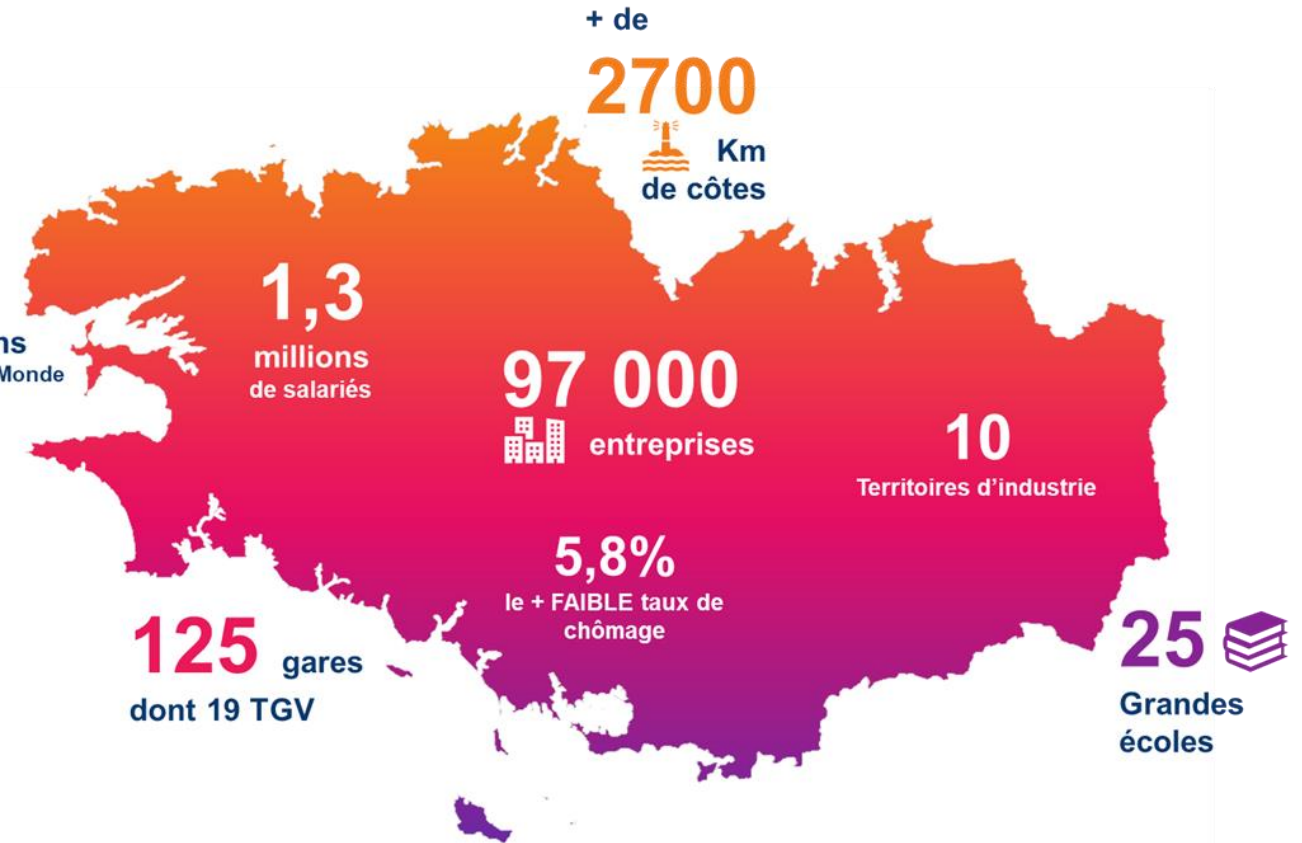 + de
2700
Km
de côtes
1,3
millions
de salariés
Monde
97 000
entreprises
10
Territoires d'industrie
5,8%
le + FAIBLE taux de
chômage
125 gares
dont 19 TGV
25
Grandes
écoles